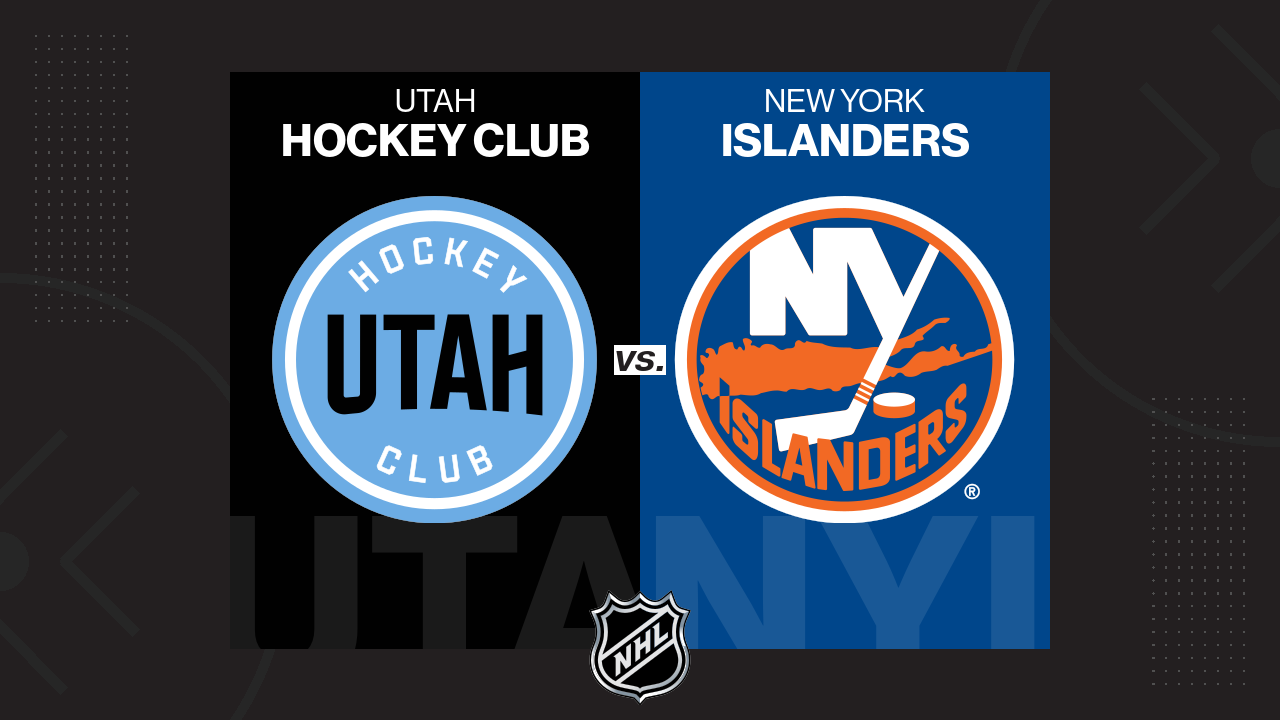 UTAH
HOCKEY CLUB
NEW YORK
ISLANDERS
HOCKEY
UTAH
CLUB
vs.
NY
ISLANDERS
®
UTA
NYI
NHL